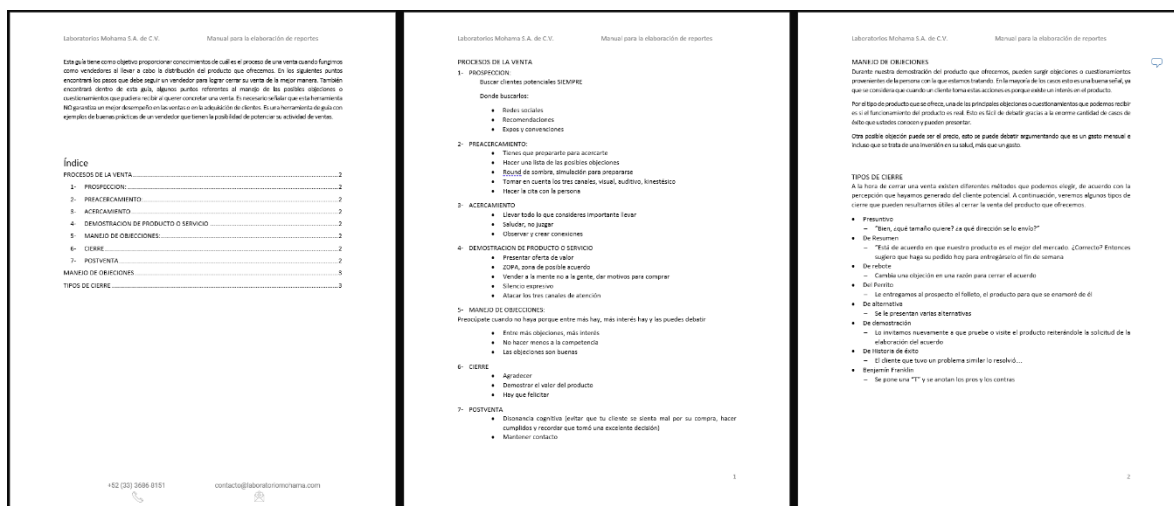 Laboratorios Mohama S.A. de C.V. Manual para la elaboración de reportes
Esta guía tiene como objetivo proporcionar conocimientos de cuál es el proceso de una venta cuando fungimos
como vendedores al llevar a cabo la distribución del producto que ofrecemos. En los siguientes puntos
encontrará los pasos que debe seguir un vendedor para lograr cerrar su venta de la mejor manera. También
encontrará dentro de esta guía, algunos puntos referentes al manejo de las posibles objeciones o
cuestionamientos que pudiera recibir al querer concretar una venta. Es necesario señalar que esta herramienta
NO garantiza un mejor desempeño en las ventas o en la adquisición de clientes. Es una herramienta de guía con
ejemplos de buenas prácticas de un vendedor que tienen la posibilidad de potenciar su actividad de ventas.
Índice
PROCESOS DE LA VENTA 2
1- PROSPECCION: 2
2- PREACERCAMIENTO: 2
3- ACERCAMIENTO 2
4- DEMOSTRACION DE PRODUCTO O SERVICIO 2
5- MANEJO DE OBJECCIONES: 2
6- CIERRE 2
7- POSTVENTA 2
MANEJO DE OBJECIONES 3
TIPOS DE CIERRE 3
+52 (33) 3686 8151 contacto@laboratoriomohama.com
Laboratorios Mohama S.A. de C.V. Manual para la elaboración de reportes
PROCESOS DE LA VENTA
1- PROSPECCION:
Buscar clientes potenciales SIEMPRE
Donde buscarlos:
• Redes sociales
• Recomendaciones
• Expos y convenciones
2- PREACERCAMIENTO:
• Tienes que prepararte para acercarte
• Hacer una lista de las posibles objeciones
• Round de sombra, simulación para prepararse
• Tomar en cuenta los tres canales, visual, auditivo, kinestésico
• Hacer la cita con la persona
3- ACERCAMIENTO
• Llevar todo lo que consideres importante llevar
• Saludar, no juzgar
• Observar y crear conexiones
4- DEMOSTRACION DE PRODUCTO O SERVICIO
• Presentar oferta de valor
• ZOPA, zona de posible acuerdo
• Vender a la mente no a la gente, dar motivos para comprar
• Silencio expresivo
• Atacar los tres canales de atención
5- MANEJO DE OBJECCIONES:
Preocúpate cuando no haya porque entre más hay, más interés hay y las puedes debatir
• Entre más objeciones, más interés
• No hacer menos a la competencia
• Las objeciones son buenas
6- CIERRE
• Agradecer
• Demostrar el valor del producto
• Hay que felicitar
7- POSTVENTA
• Disonancia cognitiva (evitar que tu cliente se sienta mal por su compra, hacer
cumplidos y recordar que tomó una excelente decisión)
• Mantener contacto
1
Laboratorios Mohama S.A. de C.V. Manual para la elaboración de reportes
MANEJO DE OBJECIONES
Durante nuestra demostración del producto que ofrecemos, pueden surgir objeciones o cuestionamientos
provenientes de la persona con la que estamos tratando. En la mayoría de los casos esto es una buena señal, ya
que se considera que cuando un cliente toma estas acciones es porque existe un interés en el producto.
Por el tipo de producto que se ofrece, una de las principales objeciones o cuestionamientos que podemos recibir
es si el funcionamiento del producto es real. Esto es fácil de debatir gracias a la enorme cantidad de casos de
éxito que ustedes conocen y pueden presentar.
Otra posible objeción puede ser el precio, esto se puede debatir argumentando que es un gasto mensual e
incluso que se trata de una inversión en su salud, más que un gasto.
TIPOS DE CIERRE
A la hora de cerrar una venta existen diferentes métodos que podemos elegir, de acuerdo con la
percepción que hayamos generado del cliente potencial. A continuación, veremos algunos tipos de
cierre que pueden resultarnos útiles al cerrar la venta del producto que ofrecemos.
• Presuntivo
– "Bien, ¿qué tamaño quiere? ¿a qué dirección se lo envío?"
• De Resumen
– "Está de acuerdo en que nuestro producto es el mejor del mercado. ¿Correcto? Entonces
sugiero que haga su pedido hoy para entregárselo el fin de semana
• De rebote
– Cambia una objeción en una razón para cerrar el acuerdo
• Del Perrito
– Le entregamos al prospecto el folleto, el producto para que se enamoré de él
• De alternativa
– Se le presentan varias alternativas
• De demostración
– Lo invitamos nuevamente a que pruebe o visite el producto reiterándole la solicitud de la
elaboración del acuerdo
• De Historia de éxito
– El cliente que tuvo un problema similar lo resolvió...
• Benjamín Franklin
– Se pone una "T" y se anotan los pros y los contras
2